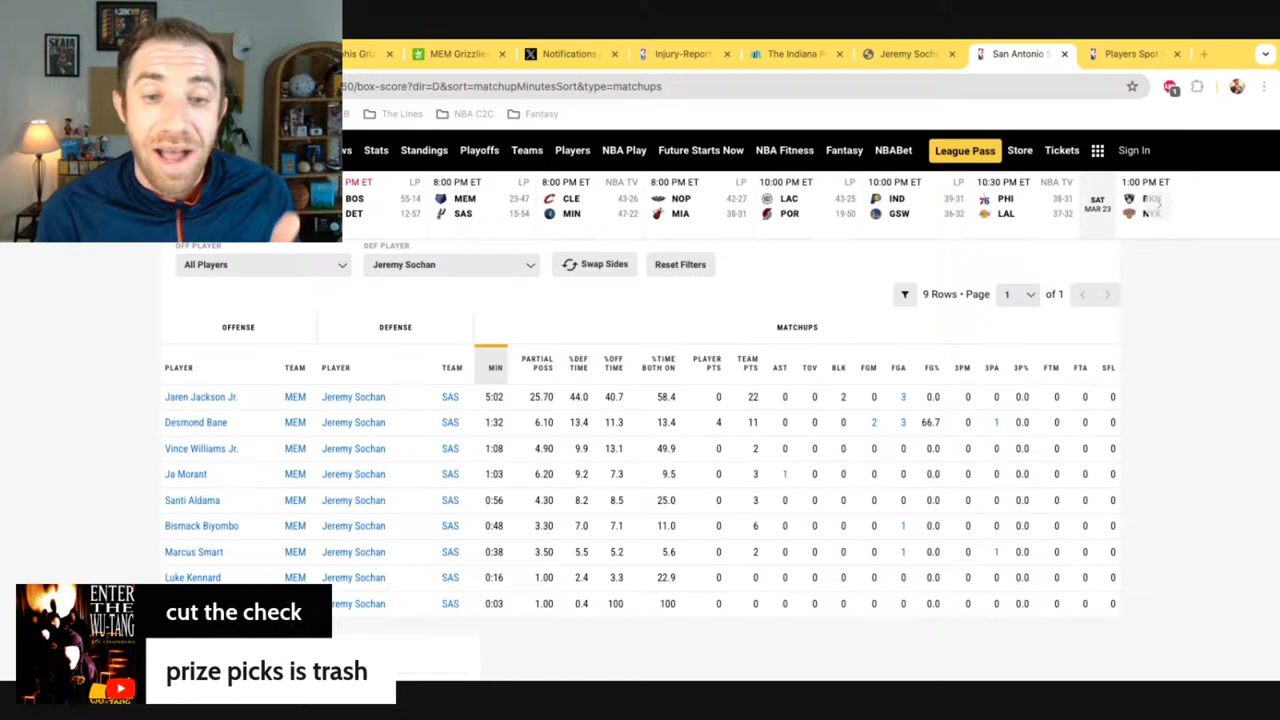 phis Griz
MEM Grizzlies
Notifications /
Injury-Report
The Indiana P
Jeremy Socha
San Antonio S
Players Spot
50/box-score?dir=D&sort=matchupMinutesSort&type=matchups
B The Lines NBA C2C Fantasy
ws Stats Standings Playoffs Teams Players NBA Play Future Starts Now NBA Fitness Fantasy NBABet League Pass Store Tickets Sign In
PM ET LP 8:00 PM ET LP 8:00 PM ET NBA TV 8:00 PM ET LP 10:00 PM ET LP 10:00 PM ET LP 10:30 PM ET NBA TV SAT 1:00 PM ET
BOS 55-14 MEM 23-47 CLE 43-26 NOP 42-27 LAC 43-25 IND 39-31 PHI 38-31 MAR 23 BKN
DET 12-57 SAS 15-54 MIN 47-22 MIA 38-31 POR 19-50 GSW 36-32 LAL 37-32 NYK
OFF PLAYER DEF PLAYER
All Players Jeremy Sochan Swap Sides Reset Filters
9 Rows • Page 1 of 1
OFFENSE DEFENSE MATCHUPS
PLAYER TEAM PLAYER TEAM MIN PARTIAL POSS %DEF TIME %OFF TIME %TIME BOTH ON PLAYER PTS TEAM PTS AST TOV BLK FGM FGA FG% 3PM 3PA 3P% FTM FTA SFL
Jaren Jackson Jr. MEM Jeremy Sochan SAS 5:02 25.70 44.0 40.7 58.4 0 22 0 0 2 0 3 0.0 0 0 0.0 0 0 0
Desmond Bane MEM Jeremy Sochan SAS 1:32 6.10 13.4 11.3 13.4 4 11 0 0 0 2 3 66.7 0 1 0.0 0 0 0
Vince Williams Jr. MEM Jeremy Sochan SAS 1:08 4.90 9.9 13.1 49.9 0 2 0 0 0 0 0 0.0 0 0 0.0 0 0 0
Ja Morant MEM Jeremy Sochan SAS 1:03 6.20 9.2 7.3 9.5 0 3 1 0 0 0 0 0.0 0 0 0.0 0 0 0
Santi Aldama MEM Jeremy Sochan SAS 0:56 4.30 8.2 8.5 25.0 0 3 0 0 0 0 0 0.0 0 0 0.0 0 0 0
Bismack Biyombo MEM Jeremy Sochan SAS 0:48 3.30 7.0 7.1 11.0 0 6 0 0 0 0 1 0.0 0 0 0.0 0 0 0
Marcus Smart MEM Jeremy Sochan SAS 0:38 3.50 5.5 5.2 5.6 0 2 0 0 0 0 1 0.0 0 1 0.0 0 0 0
Luke Kennard MEM Jeremy Sochan SAS 0:16 1.00 2.4 3.3 22.9 0 0 0 0 0 0 0 0.0 0 0 0.0 0 0 0
remy Sochan SAS 0:03 1.00 0.4 100 100 0 0 0 0 0 0 0 0.0 0 0 0.0 0 0 0
ENTER
THE
WU-TANG
cut the check
prize picks is trash